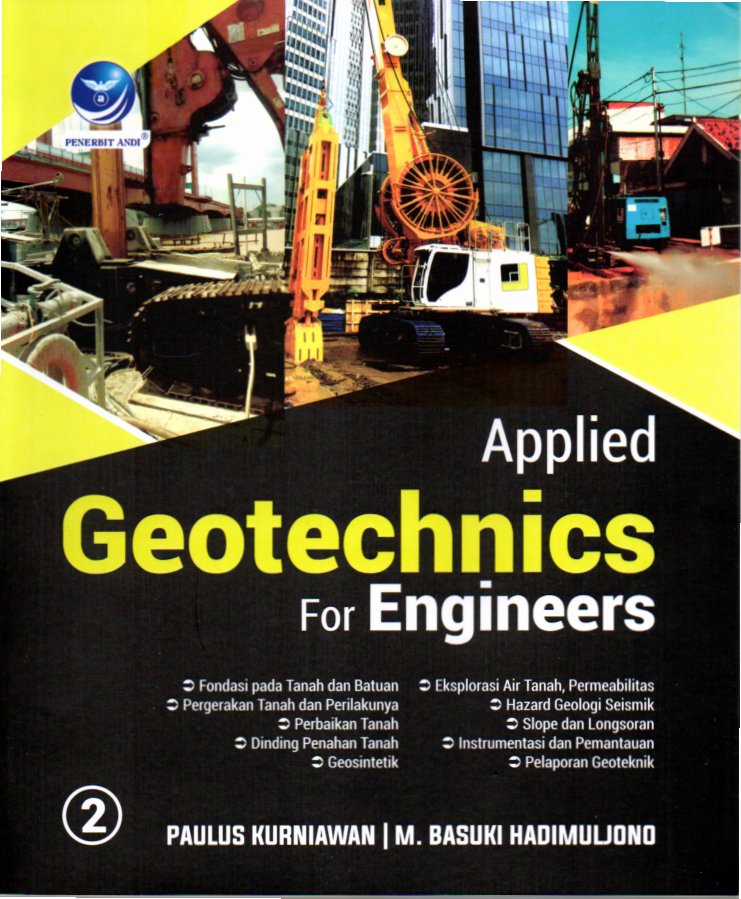 a
PENERBIT ANDI®
Applied
Geotechnics
For Engineers
➲ Fondasi pada Tanah dan Batuan
➲ Pergerakan Tanah dan Perilakunya
➲ Perbaikan Tanah
➲ Dinding Penahan Tanah
➲ Geosintetik
➲ Eksplorasi Air Tanah, Permeabilitas
➲ Hazard Geologi Seismik
➲ Slope dan Longsoran
➲ Instrumentasi dan Pemantauan
➲ Pelaporan Geoteknik
2
PAULUS KURNIAWAN | M. BASUKI HADIMULJONO